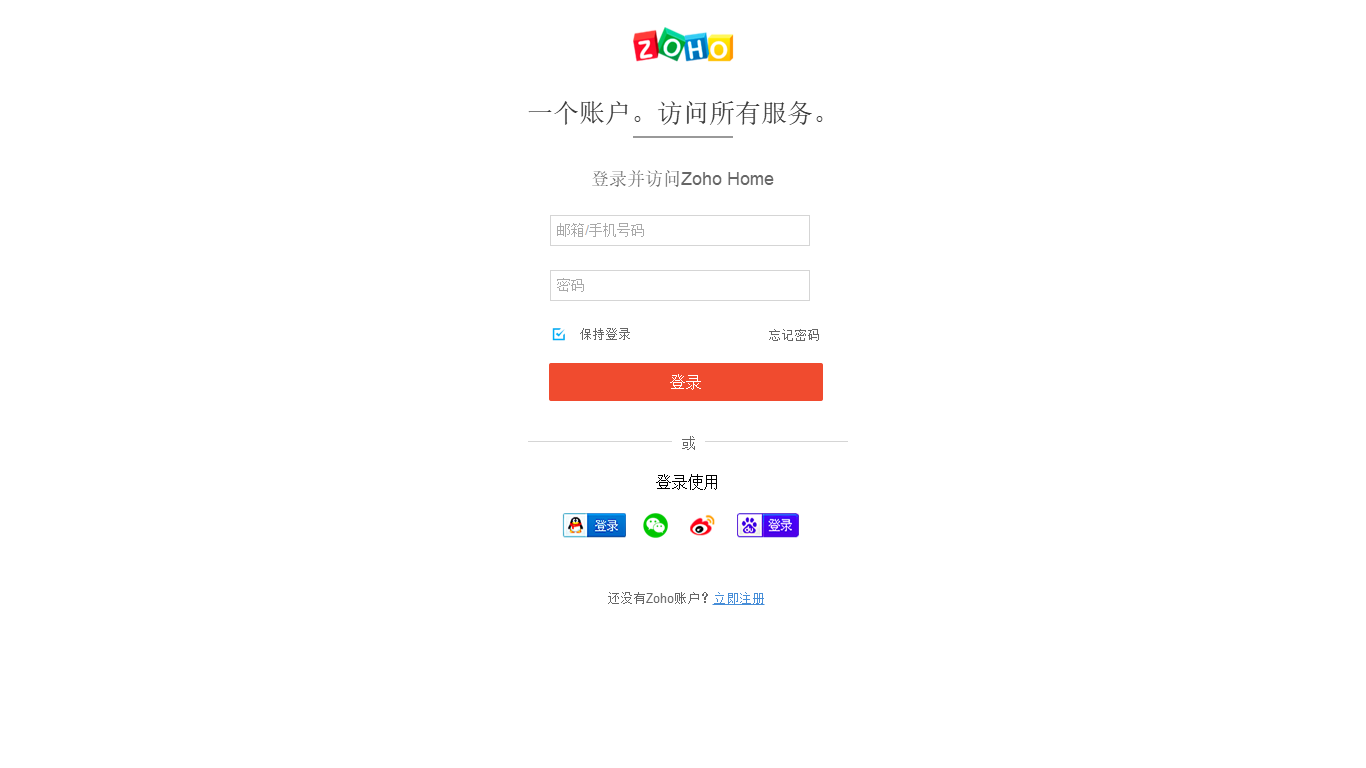 ZOHO
一个账户。访问所有服务。
登录并访问Zoho Home
邮箱/手机号码
密码
保持登录 忘记密码
登录
或
登录使用
登录 登录
还没有Zoho账户？立即注册